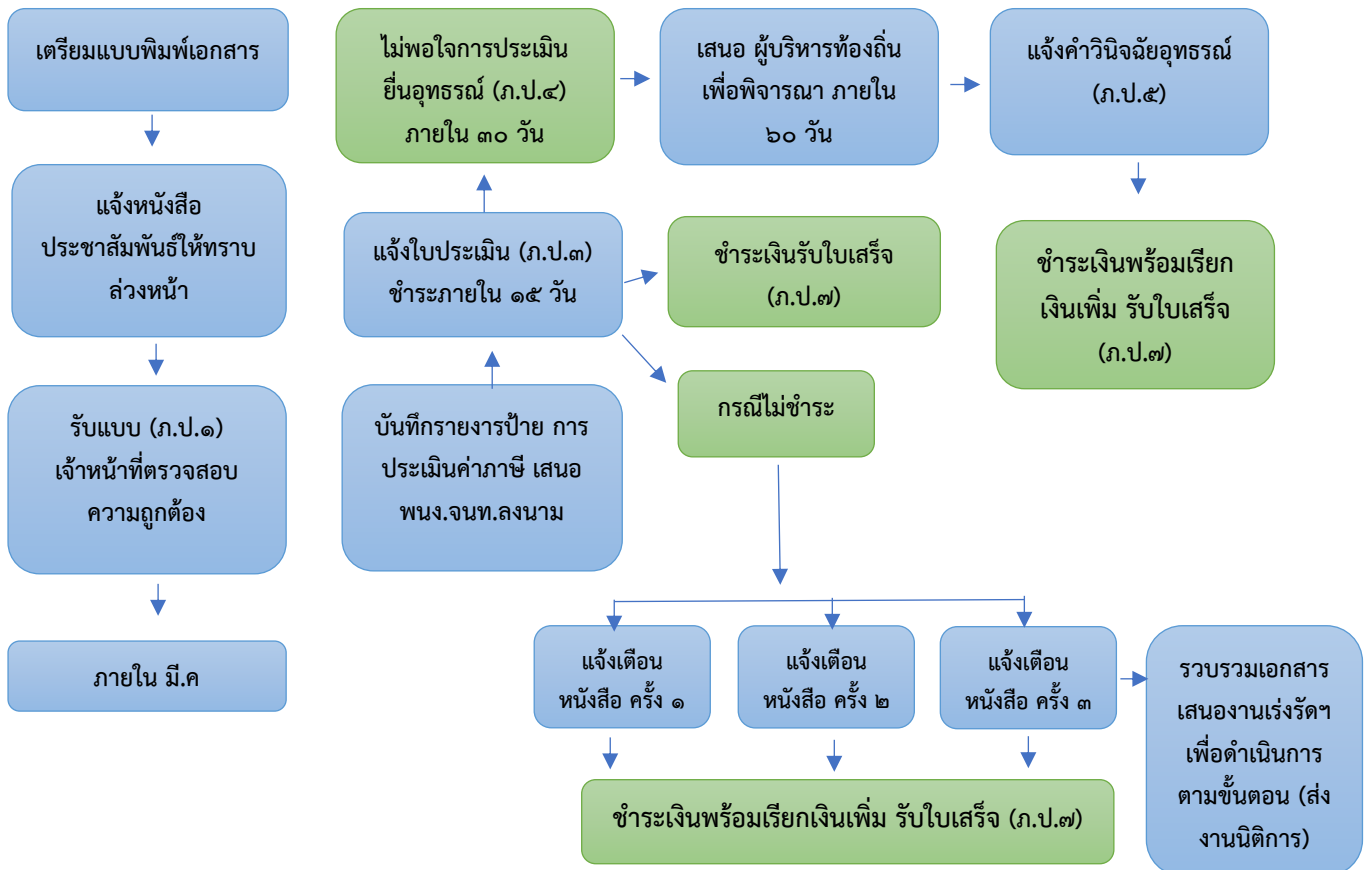 เตรียมแบบพิมพ์เอกสาร
แจ้งหนังสือ
ประชาสัมพันธ์ให้ทราบ
ล่วงหน้า
รับแบบ (ภ.ป.๑)
เจ้าหน้าที่ตรวจสอบ
ความถูกต้อง
ภายใน มี.ค
ไม่พอใจการประเมิน
ยื่นอุทธรณ์ (ภ.ป.๔)
ภายใน ๓๐ วัน
เสนอ ผู้บริหารท้องถิ่น
เพื่อพิจารณา ภายใน
๖๐ วัน
แจ้งคำวินิจฉัยอุทธรณ์
(ภ.ป.๕)
แจ้งใบประเมิน (ภ.ป.๓)
ชำระภายใน ๑๕ วัน
ชำระเงินรับใบเสร็จ
(ภ.ป.๗)
ชำระเงินพร้อมเรียก
เงินเพิ่ม รับใบเสร็จ
(ภ.ป.๗)
บันทึกรายงารป้าย การ
ประเมินค่าภาษี เสนอ
พนง.จนท.ลงนาม
กรณีไม่ชำระ
แจ้งเตือน
หนังสือ ครั้ง ๑
แจ้งเตือน
หนังสือ ครั้ง ๒
แจ้งเตือน
หนังสือ ครั้ง ๓
รวบรวมเอกสาร
เสนองานเร่งรัดฯ
เพื่อดำเนินการ
ตามขั้นตอน (ส่ง
งานนิติการ)
ชำระเงินพร้อมเรียกเงินเพิ่ม รับใบเสร็จ (ภ.ป.๗)